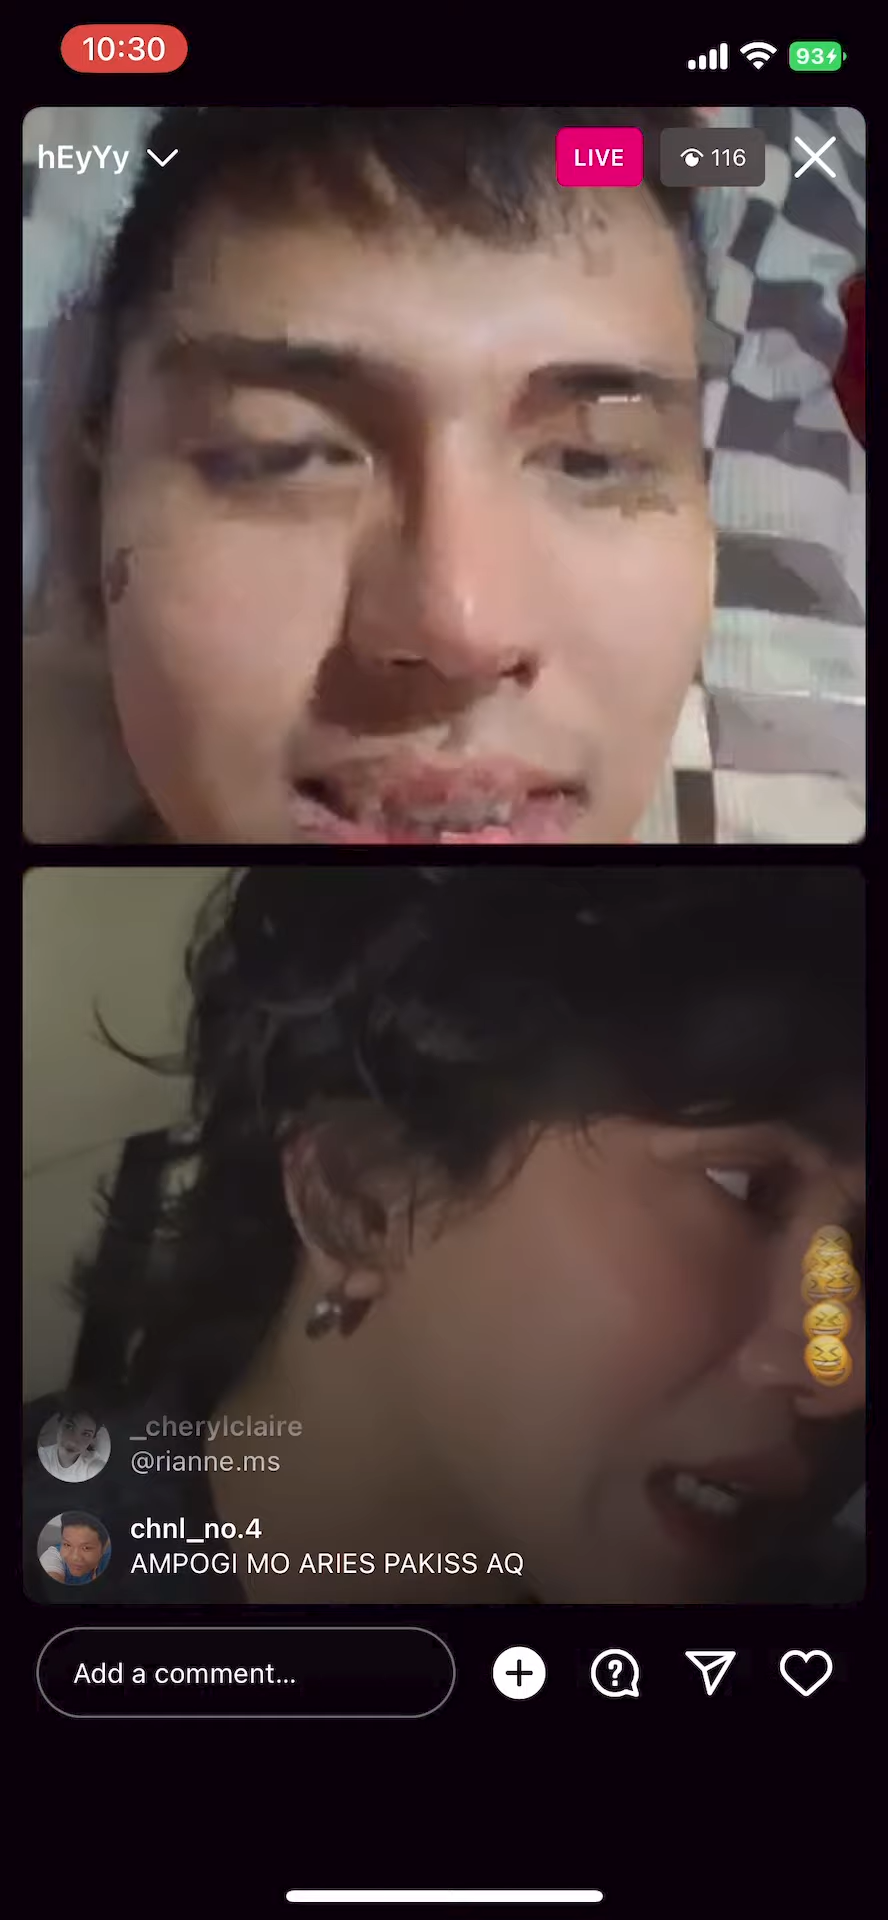 10:30
93
hEyYy
LIVE
116
_cherylclaire
@rianne.ms
chnl_no.4
AMPOGI MO ARIES PAKISS AQ
Add a comment...